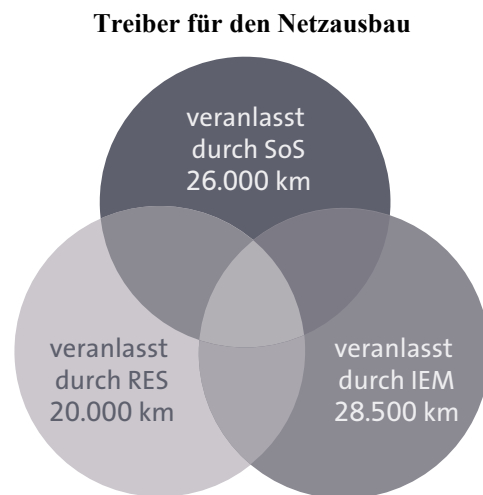 Treiber für den Netzausbau
veranlasst
durch SoS
26.000 km
veranlasst
durch RES
20.000 km
veranlasst
durch IEM
28.500 km